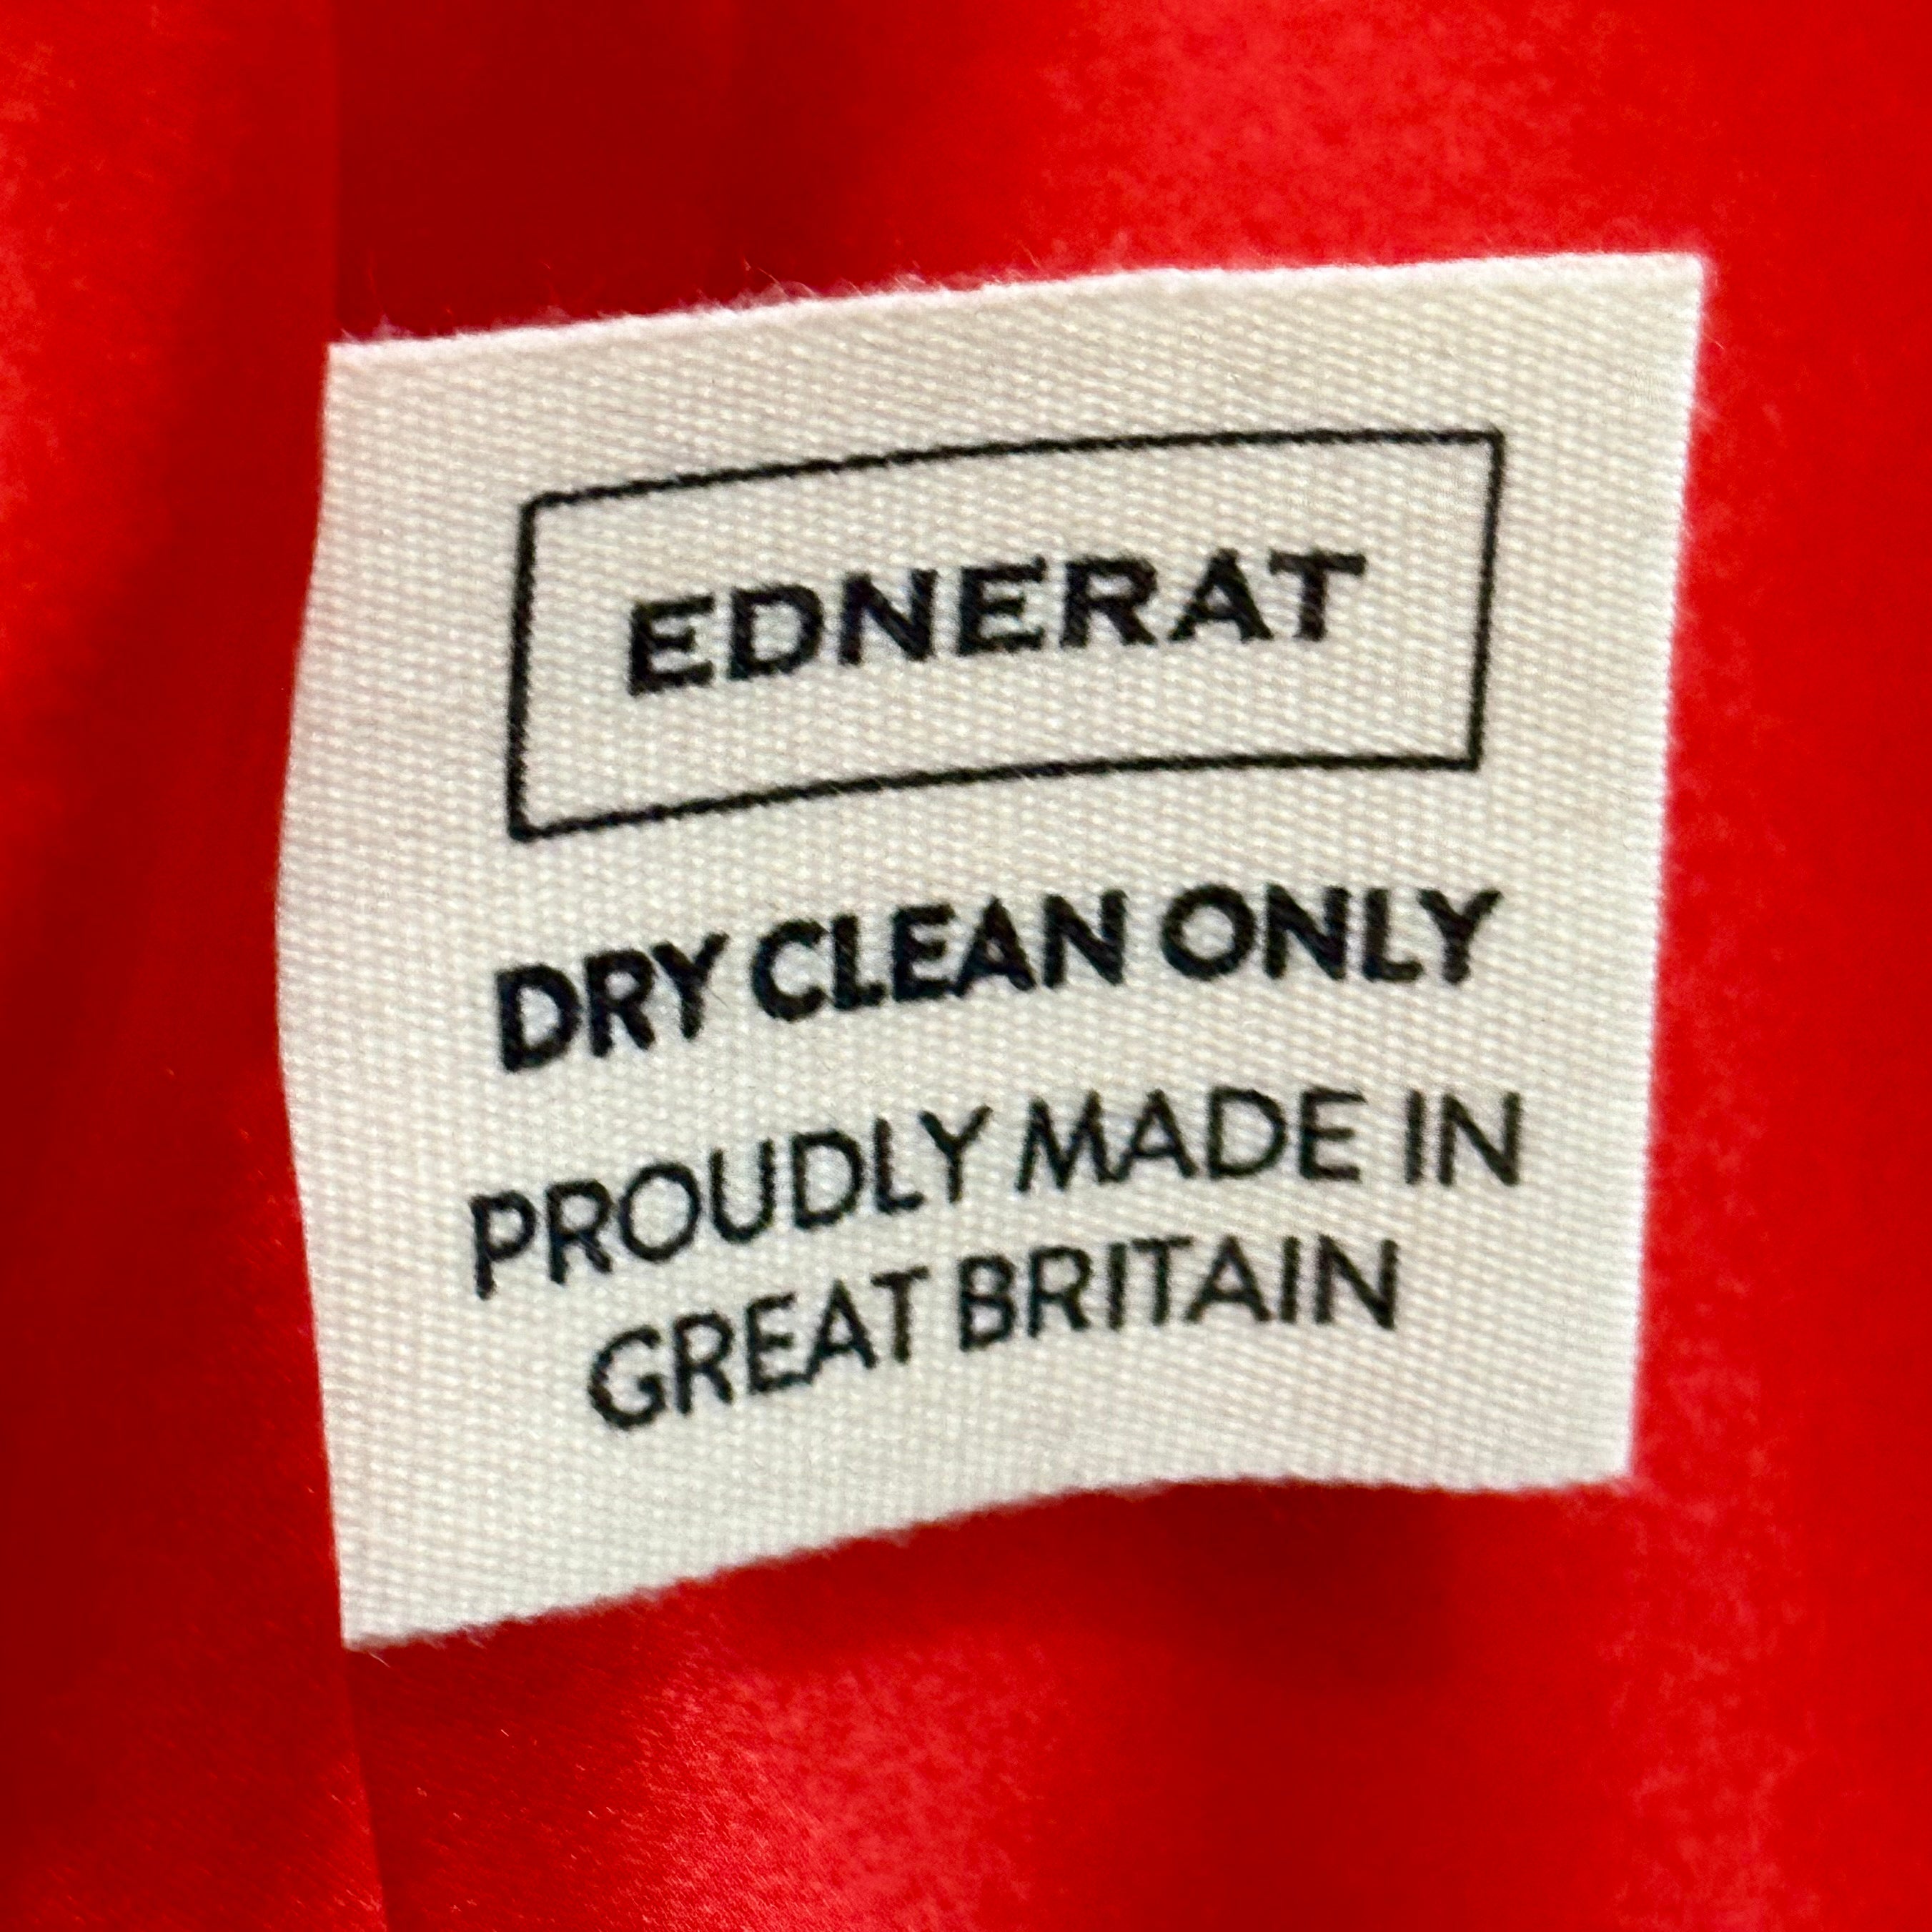 EDNERAT
DRY CLEAN ONLY
PROUDLY MADE IN
GREAT BRITAIN